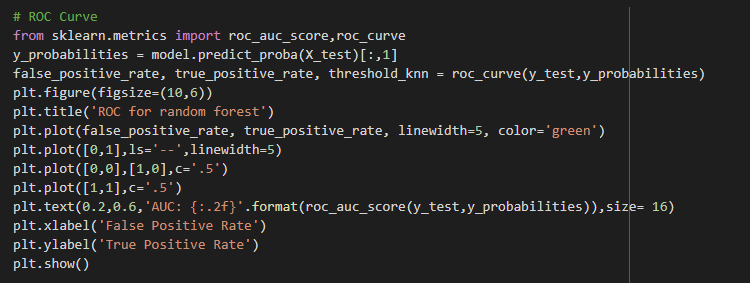 # ROC Curve
from sklearn.metrics import roc_auc_score,roc_curve
y_probabilities = model.predict_proba(X_test)[:,1]
false_positive_rate, true_positive_rate, threshold_knn = roc_curve(y_test,y_probabilities)
plt.figure(figsize=(10,6))
plt.title('ROC for random forest')
plt.plot(false_positive_rate, true_positive_rate, linewidth=5, color='green')
plt.plot([0,1],ls='--',linewidth=5)
plt.plot([0,0],[1,0],c='.5')
plt.plot([1,1],c='.5')
plt.text(0.2,0.6,'AUC: {:.2f}'.format(roc_auc_score(y_test,y_probabilities)),size= 16)
plt.xlabel('False Positive Rate')
plt.ylabel('True Positive Rate')
plt.show()